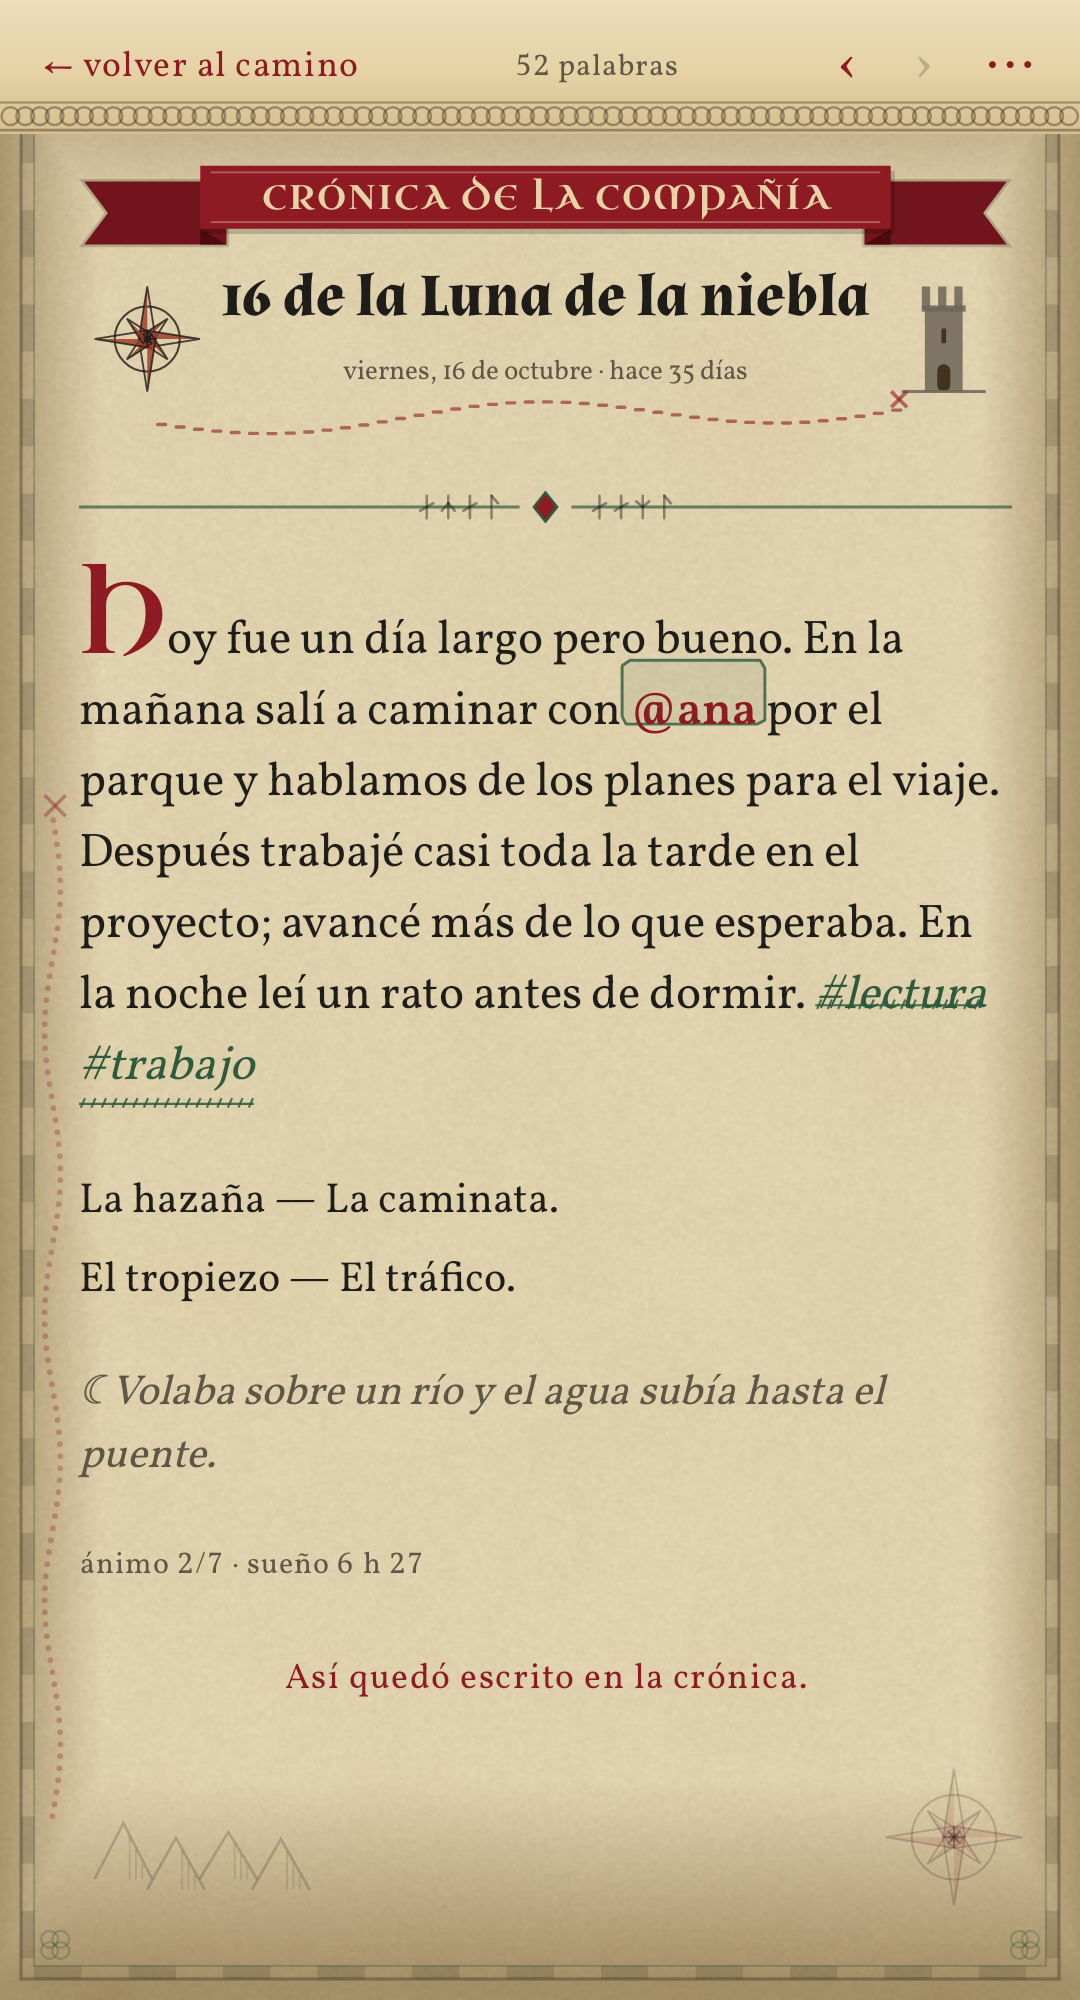 ← volver al camino
52 palabras
‹ › ...
CRÓNICA DE LA COMPAÑÍA
16 de la Luna de la niebla
viernes, 16 de octubre · hace 35 días
hoy fue un día largo pero bueno. En la
mañana salí a caminar con @ana por el
parque y hablamos de los planes para el viaje.
Después trabajé casi toda la tarde en el
proyecto; avancé más de lo que esperaba. En
la noche leí un rato antes de dormir. #lectura
#trabajo
La hazaña — La caminata.
El tropiezo — El tráfico.
☾ Volaba sobre un río y el agua subía hasta el
puente.
ánimo 2/7 · sueño 6 h 27
Así quedó escrito en la crónica.